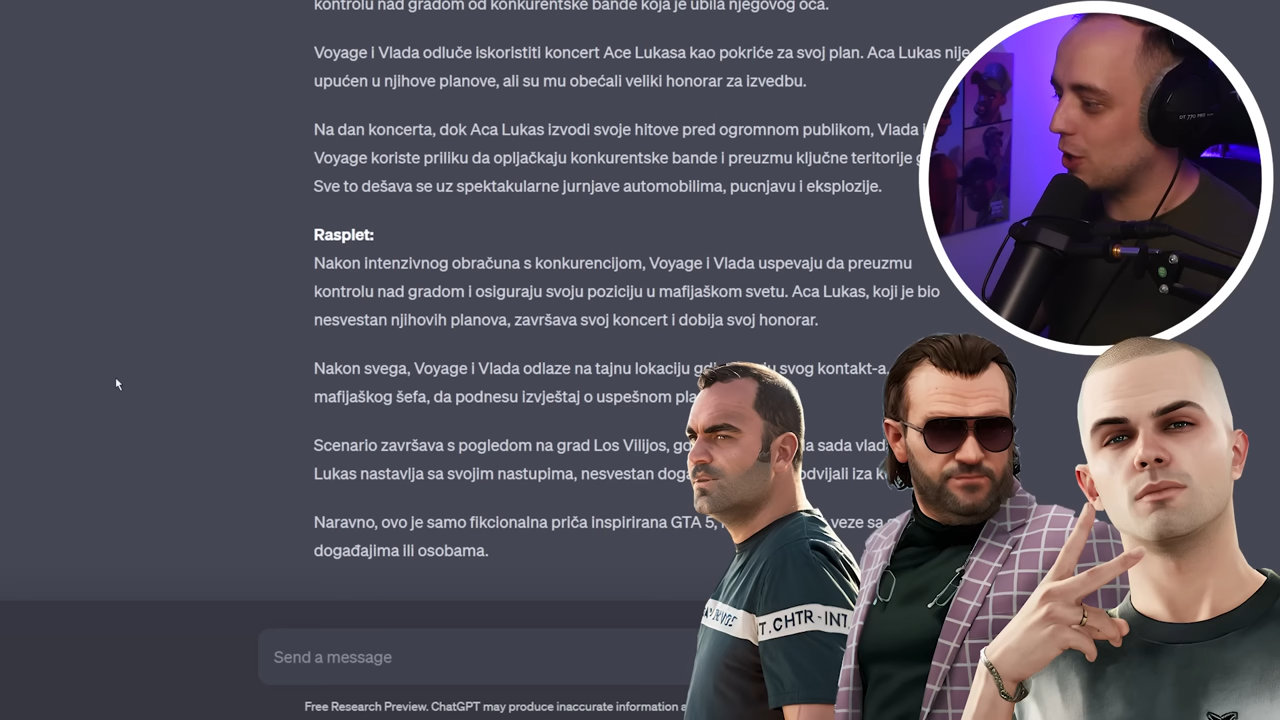 kontrolu nad gradom od konkurentske bande koja je ubila njegovog oca.
Voyage i Vlada odluče iskoristiti koncert Ace Lukasa kao pokriće za svoj plan. Aca Lukas nije
upućen u njihove planove, ali su mu obećali veliki honorar za izvedbu.
Na dan koncerta, dok Aca Lukas izvodi svoje hitove pred ogromnom publikom, Vlada i
Voyage koriste priliku da opljačkaju konkurentske bande i preuzmu ključne teritorije
Sve to dešava se uz spektakularne jurnjave automobilima, pucnjavu i eksplozije.
Rasplet:
Nakon intenzivnog obračuna s konkurencijom, Voyage i Vlada uspevaju da preuzmu
kontrolu nad gradom i osiguraju svoju poziciju u mafijaškom svetu. Aca Lukas, koji je bio
nesvestan njihovih planova, završava svoj koncert i dobija svoj honorar.
Nakon svega, Voyage i Vlada odlaze na tajnu lokaciju svog kontakt-a,
mafijaškog šefa, da podnesu izvještaj o uspešnom
Scenario završava s pogledom na grad Los Vilijos, sada
Lukas nastavlja sa svojim nastupima, nesvestan odvijali iza
Naravno, ovo je samo fikcionalna priča inspirirana GTA 5, veze sa
događajima ili osobama.
Send a message
Free Research Preview. ChatGPT may produce inaccurate information
DT 770 PRO
T.CHTR-INT.